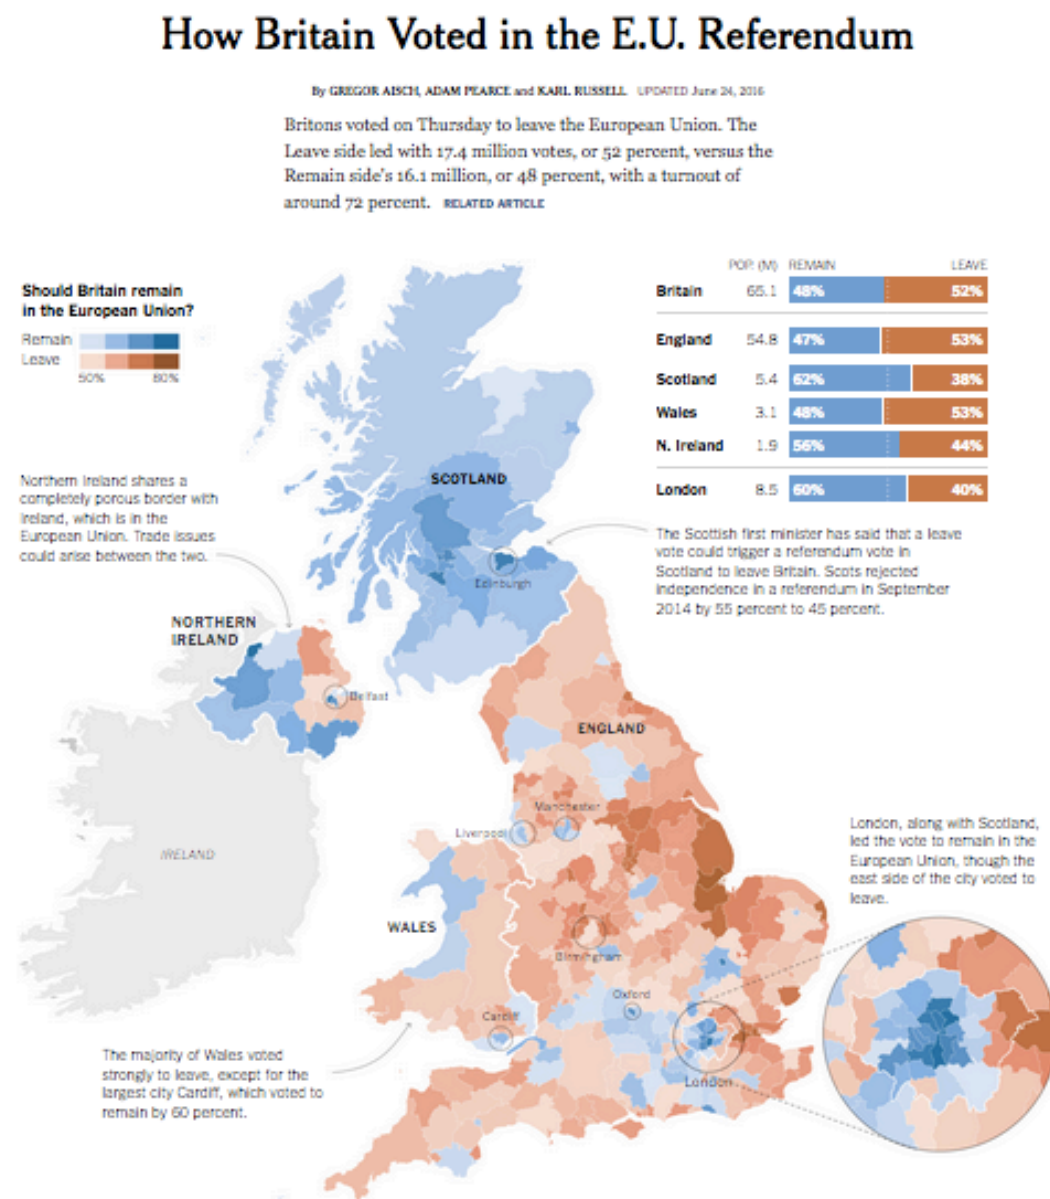 How Britain Voted in the E.U. Referendum
By GREGOR AISCH, ADAM PEARCE and KARL RUSSELL UPDATED June 24, 2016
Britons voted on Thursday to leave the European Union. The
Leave side led with 17.4 million votes, or 52 percent, versus the
Remain side's 16.1 million, or 48 percent, with a turnout of
around 72 percent. RELATED ARTICLE
Should Britain remain
in the European Union?
Remain
Leave
50% 80%
POP. (M) REMAIN LEAVE
Britain 65.1 48% 52%
England 54.8 47% 53%
Scotland 5.4 62% 38%
Wales 3.1 48% 53%
N. Ireland 1.9 56% 44%
London 8.5 60% 40%
Northern Ireland shares a
completely porous border with
Ireland, which is in the
European Union. Trade issues
could arise between the two.
SCOTLAND
Edinburgh
The Scottish first minister has said that a leave
vote could trigger a referendum vote in
Scotland to leave Britain. Scots rejected
independence in a referendum in September
2014 by 55 percent to 45 percent.
NORTHERN
IRELAND
Belfast
ENGLAND
Manchester
Liverpool
IRELAND
London, along with Scotland,
led the vote to remain in the
European Union, though the
east side of the city voted to
leave.
WALES
Birmingham
Oxford
Cardiff
London
The majority of Wales voted
strongly to leave, except for the
largest city Cardiff, which voted to
remain by 60 percent.